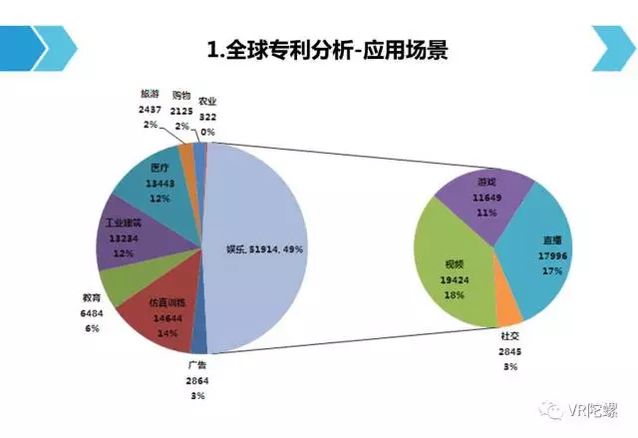 1.全球专利分析-应用场景
旅游
2437
2%
购物
2125
2%
农业
322
0%
医疗
13443
12%
工业建筑
13234
12%
教育
6484
6%
仿真训练
14644
14%
广告
2864
3%
娱乐, 51914, 49%
游戏
11649
11%
直播
17996
17%
视频
19424
18%
社交
2845
3%
VR陀螺